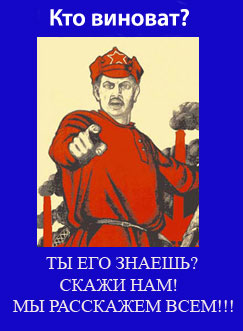 Кто виноват?
ТЫ ЕГО ЗНАЕШЬ?
СКАЖИ НАМ!
МЫ РАССКАЖЕМ ВСЕМ!!!